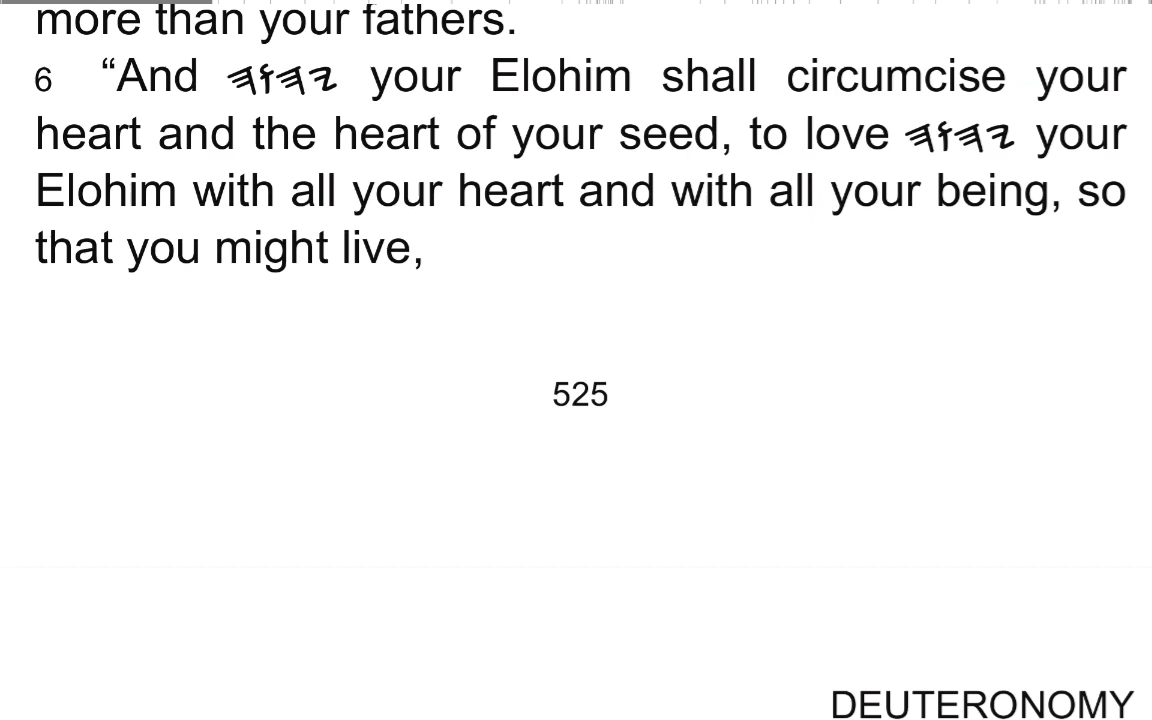 more than your fathers.
6 “And 𐤉𐤄𐤅𐤄 your Elohim shall circumcise your
heart and the heart of your seed, to love 𐤉𐤄𐤅𐤄 your
Elohim with all your heart and with all your being, so
that you might live,
525
DEUTERONOMY